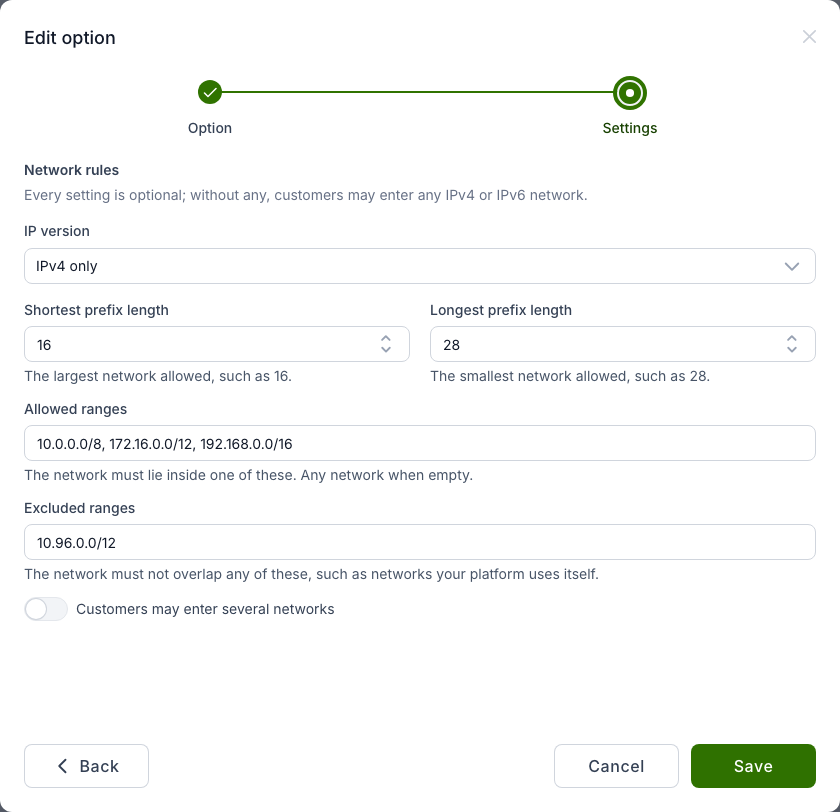 Edit option
Option
Settings
Network rules
Every setting is optional; without any, customers may enter any IPv4 or IPv6 network.
IP version
IPv4 only
Shortest prefix length
Longest prefix length
16
28
The largest network allowed, such as 16.
The smallest network allowed, such as 28.
Allowed ranges
10.0.0.0/8, 172.16.0.0/12, 192.168.0.0/16
The network must lie inside one of these. Any network when empty.
Excluded ranges
10.96.0.0/12
The network must not overlap any of these, such as networks your platform uses itself.
Customers may enter several networks
Back
Cancel
Save